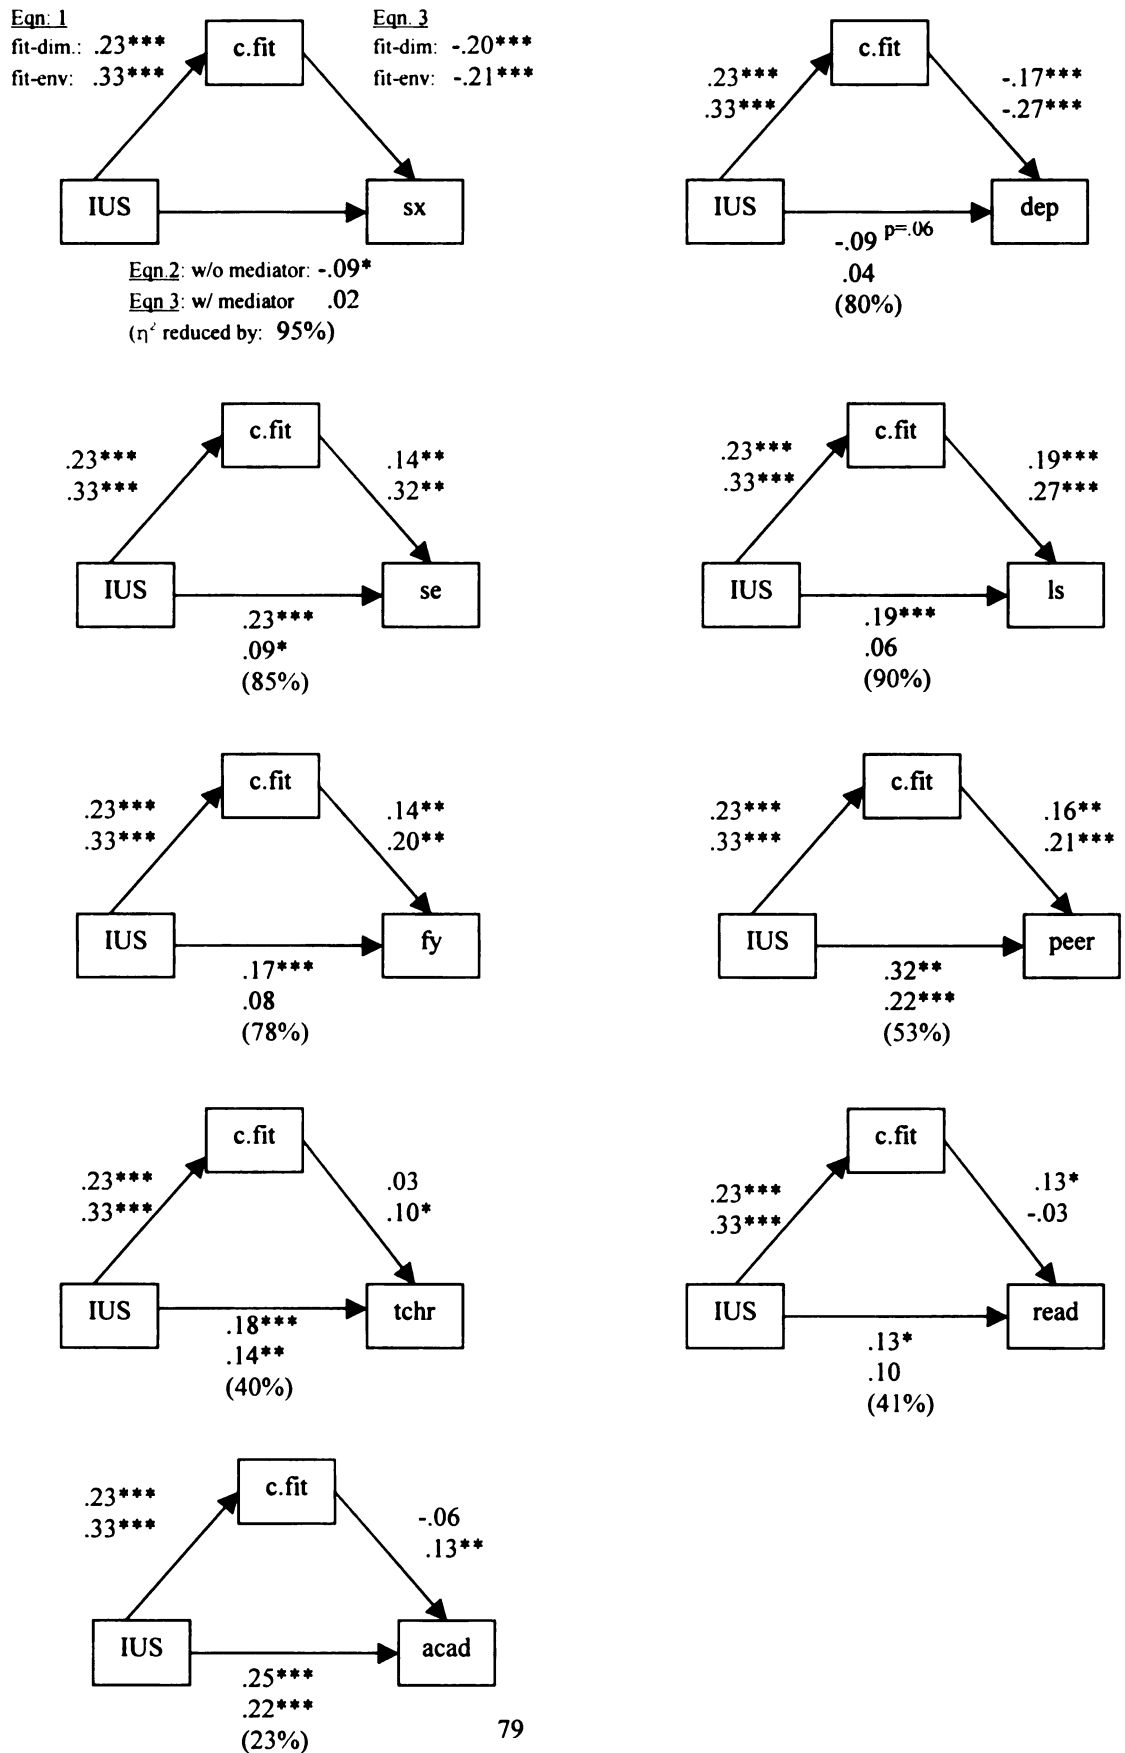 Eqn: 1
fit-dim.: .23***
fit-env: .33***
c.fit
Eqn. 3
fit-dim: -.20***
fit-env: -.21***
IUS
sx
Eqn.2: w/o mediator: -.09*
Eqn 3: w/ mediator .02
(η² reduced by: 95%)
c.fit
.23***
.33***
-.17***
-.27***
IUS
dep
-.09 p=.06
.04
(80%)
c.fit
.23***
.33***
.14**
.32**
IUS
se
.23***
.09*
(85%)
c.fit
.23***
.33***
.19***
.27***
IUS
ls
.19***
.06
(90%)
c.fit
.23***
.33***
.14**
.20**
IUS
fy
.17***
.08
(78%)
c.fit
.23***
.33***
.16**
.21***
IUS
peer
.32**
.22***
(53%)
c.fit
.23***
.33***
.03
.10*
IUS
tchr
.18***
.14**
(40%)
c.fit
.23***
.33***
.13*
-.03
IUS
read
.13*
.10
(41%)
c.fit
.23***
.33***
-.06
.13**
IUS
acad
.25***
.22***
(23%)
79